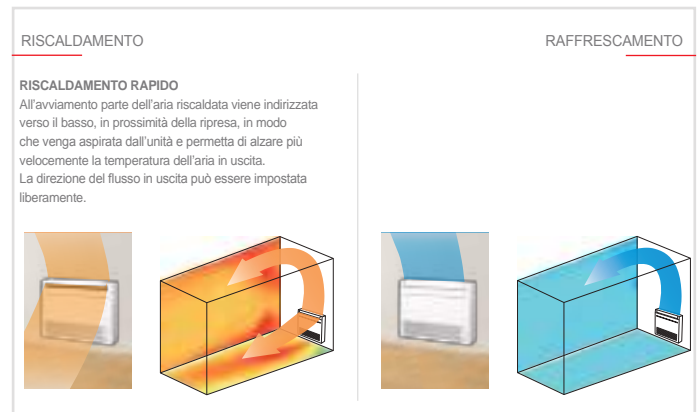 RISCALDAMENTO
RAFFRESCAMENTO
RISCALDAMENTO RAPIDO
All'avviamento parte dell'aria riscaldata viene indirizzata
verso il basso, in prossimità della ripresa, in modo
che venga aspirata dall'unità e permetta di alzare più
velocemente la temperatura dell'aria in uscita.
La direzione del flusso in uscita può essere impostata
liberamente.